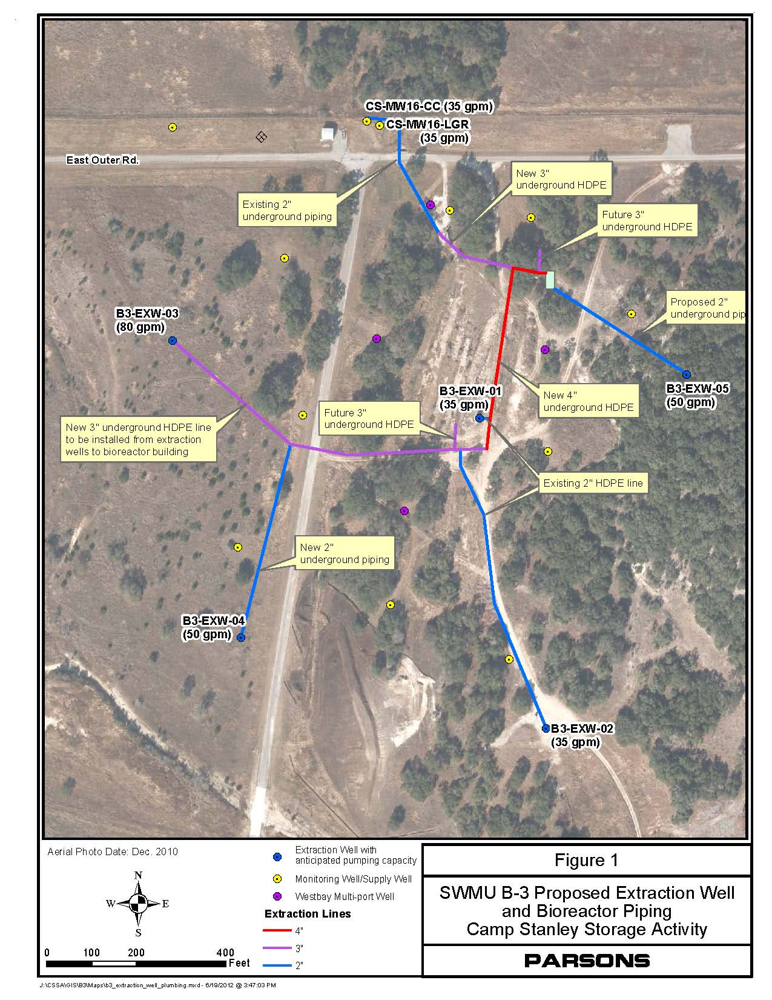 CS-MW16-CC (35 gpm)
CS-MW16-LGR
(35 gpm)
East Outer Rd.
New 3"
underground HDPE
Existing 2"
underground piping
Future 3"
underground HDPE
Proposed 2"
underground pip
B3-EXW-03
(80 gpm)
B3-EXW-05
(50 gpm)
B3-EXW-01
(35 gpm)
New 4"
underground HDPE
Future 3"
underground HDPE
New 3" underground HDPE line
to be installed from extraction
wells to bioreactor building
Existing 2" HDPE line
New 2"
underground piping
B3-EXW-04
(50 gpm)
B3-EXW-02
(35 gpm)
Aerial Photo Date: Dec. 2010
N
W
E
S
0 100 200 400
Feet
Extraction Well with
anticipated pumping capacity
Monitoring Well/Supply Well
Westbay Multi-port Well
Extraction Lines
4"
3"
2"
Figure 1
SWMU B-3 Proposed Extraction Well
and Bioreactor Piping
Camp Stanley Storage Activity
PARSONS
J:\CSSA\GIS\B3\Maps\b3_extraction_well_plumbing.mxd - 6/19/2012 @ 3:47:03 PM